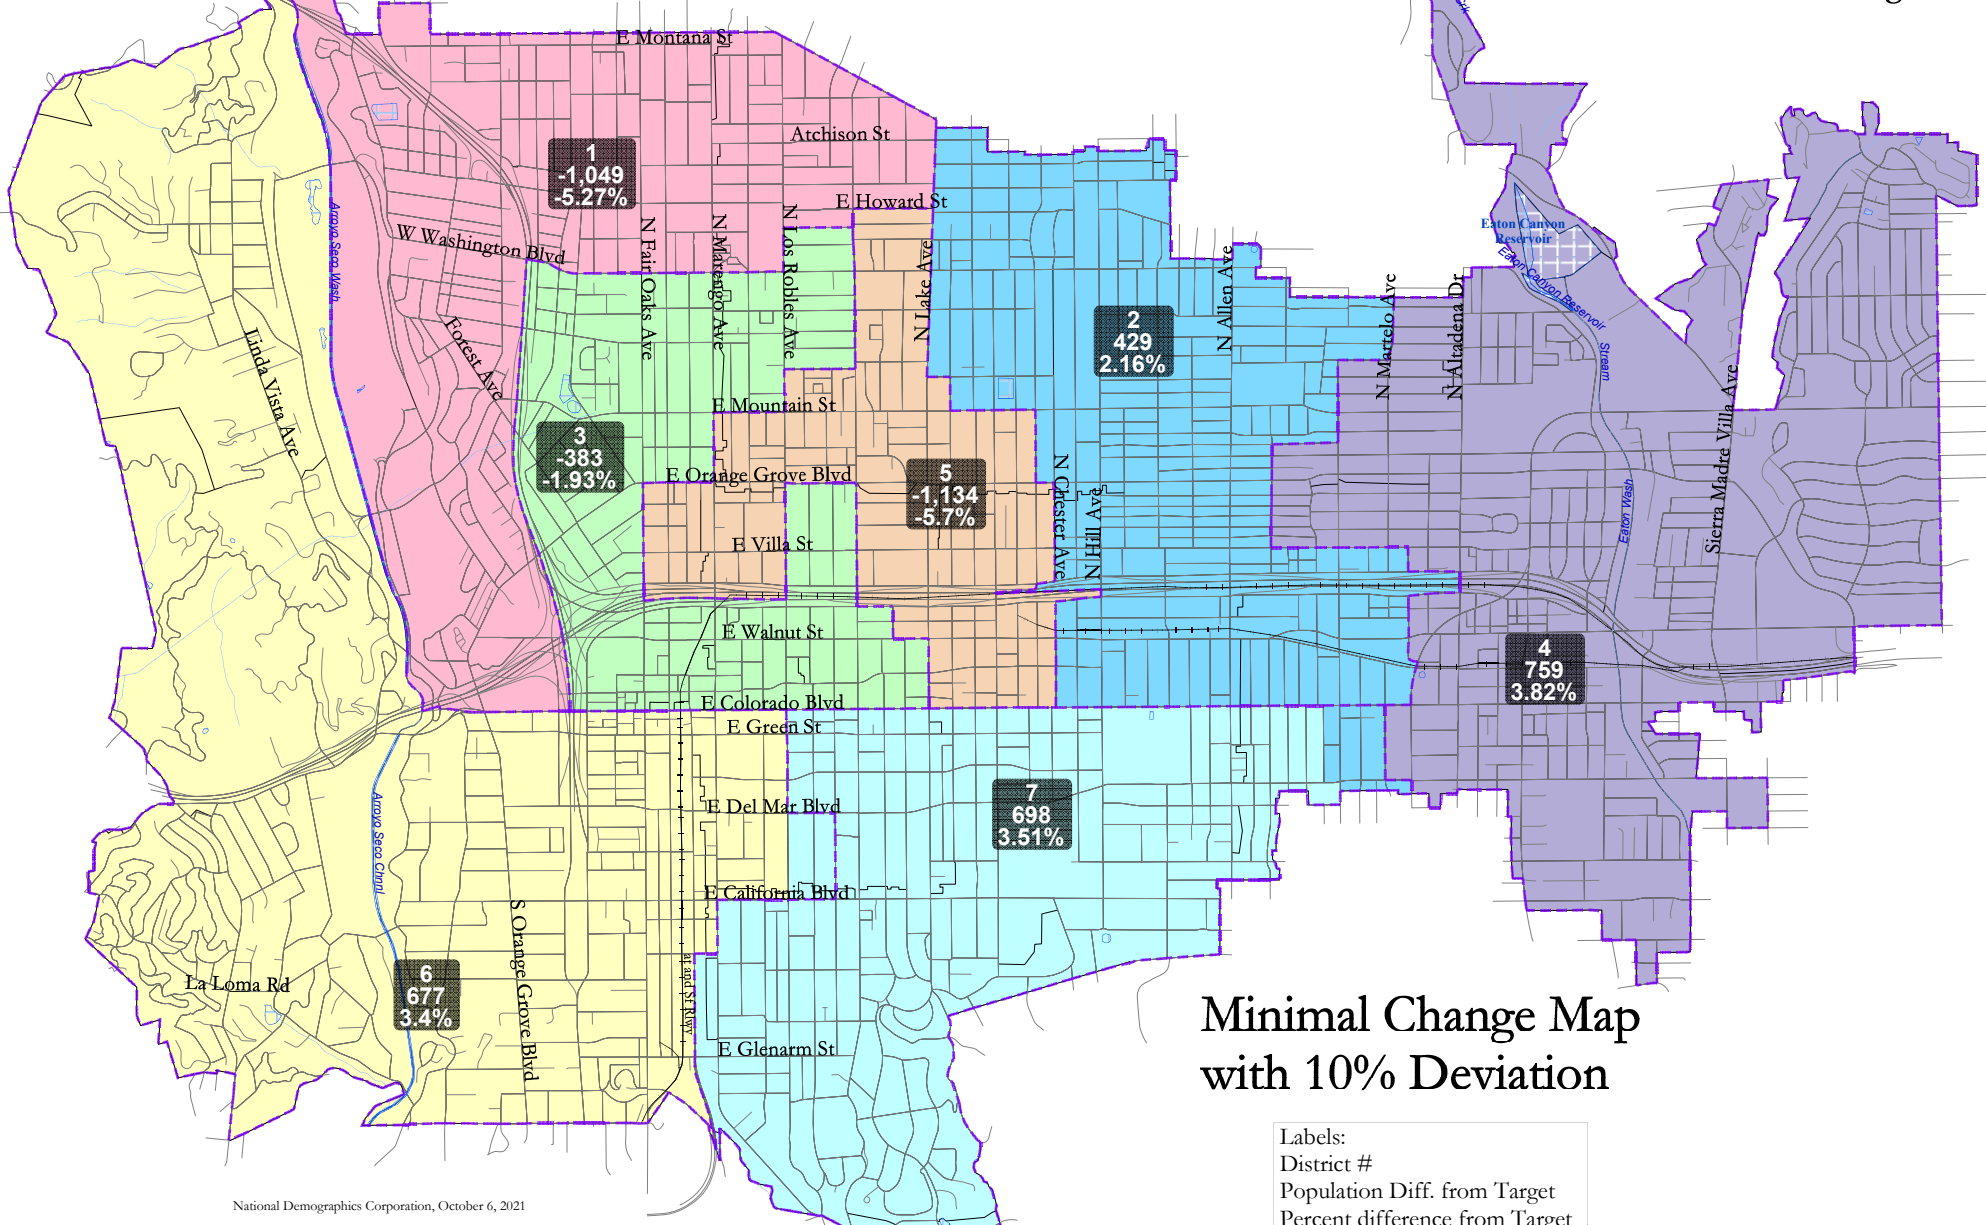 E Montana St
Atchison St
1
-1,049
-5.27%
E Howard St
W Washington Blvd
N Fair Oaks Ave
N Marengo Ave
N Los Robles Ave
N Lake Ave
Arroyo Seco Wash
Eaton Canyon
Reservoir
Eaton Canyon Reservoir
Stream
N Allen Ave
N Martelo Ave
N Altadena Dr
2
429
2.16%
Linda Vista Ave
Forest Ave
Sierra Madre Villa Ave
E Mountain St
3
-383
-1.93%
E Orange Grove Blvd
5
-1,134
-5.7%
N Chester Ave
N Hill Ave
Eaton Wash
E Villa St
E Walnut St
4
759
3.82%
E Colorado Blvd
E Green St
Arroyo Seco Chnnl
E Del Mar Blvd
7
698
3.51%
E California Blvd
S Orange Grove Blvd
at and Sf Rlwy
La Loma Rd
6
677
3.4%
E Glenarm St
Minimal Change Map
with 10% Deviation
Labels:
District #
Population Diff. from Target
Percent difference from Target
National Demographics Corporation, October 6, 2021